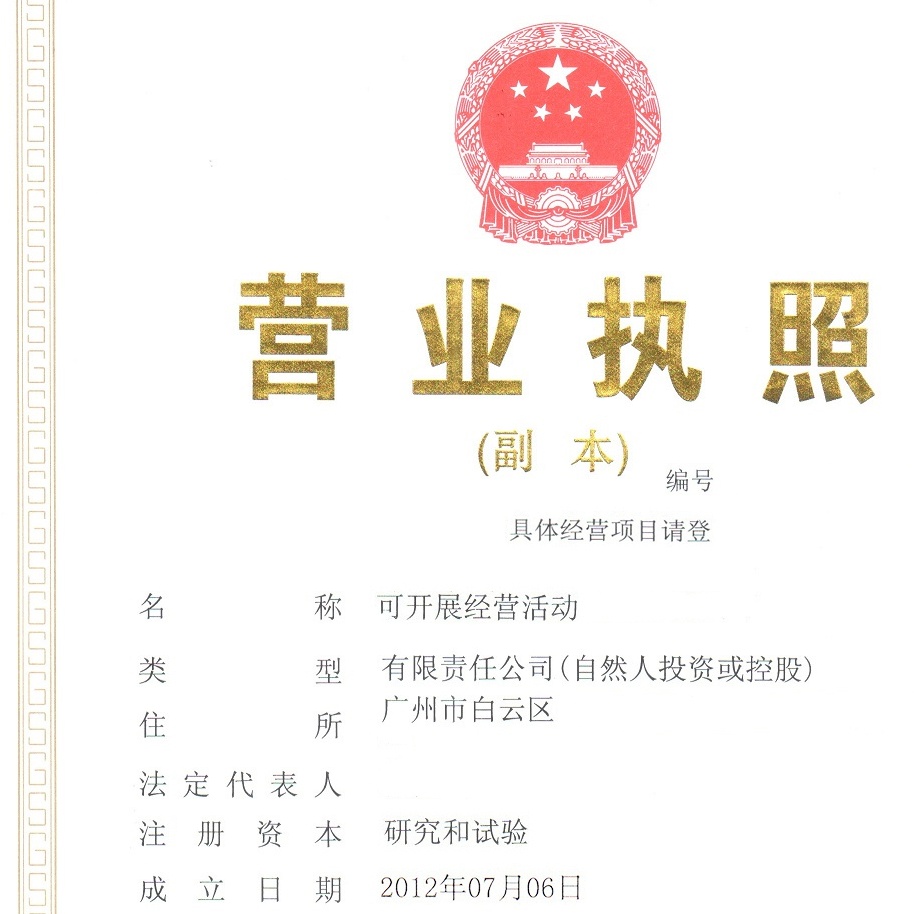 营业执照
(副 本)
编号
具体经营项目请登
名 称 可开展经营活动
类 型 有限责任公司(自然人投资或控股)
住 所 广州市白云区
法定代表人
注册资本 研究和试验
成立日期 2012年07月06日